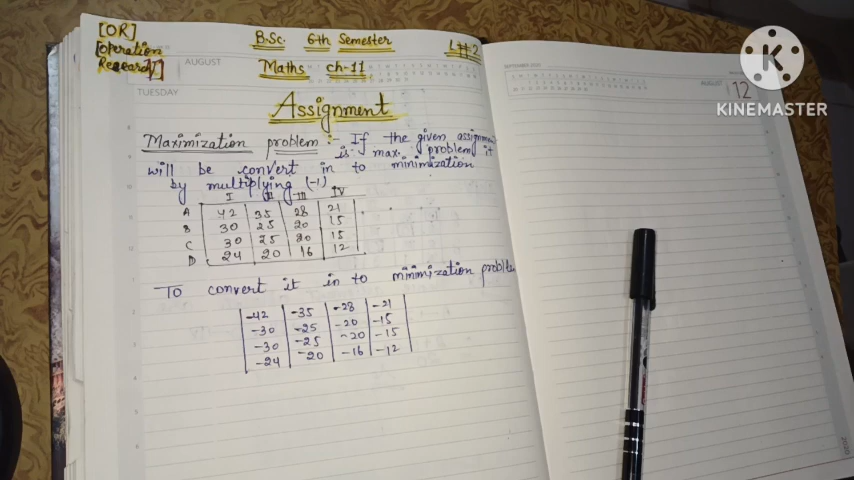 [OR]
[Operation
Research]
B.Sc. 6th Semester
L#2
Maths ch-11
AUGUST
TUESDAY
SEPTEMBER 2020
AUGUST
12
KINEMASTER
Assignment
Maximization problem :- If the given assignment
is max. problem it
will be convert in to minimization
by multiplying (-1)
I II III IV
A 42 35 28 21
B 30 25 20 15
C 30 25 20 15
D 24 20 16 12
To convert it in to minimization problem
-42 -35 -28 -21
-30 -25 -20 -15
-30 -25 -20 -15
-24 -20 -16 -12
2020